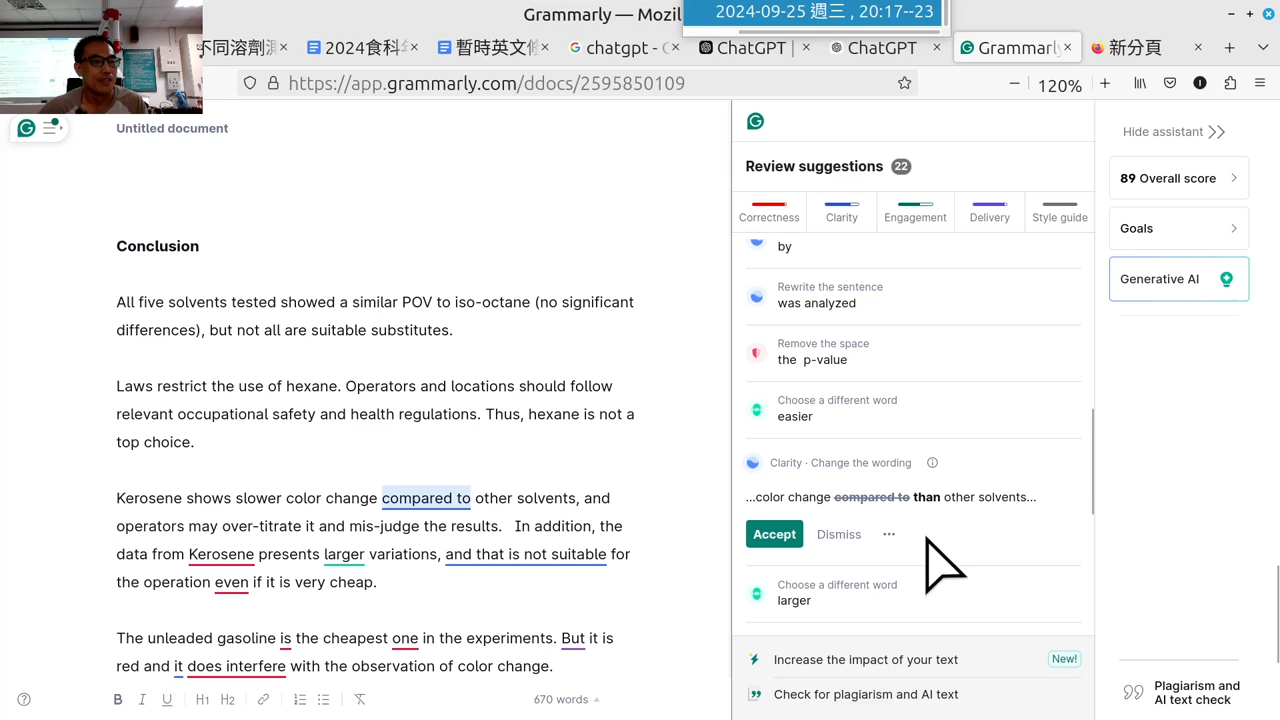 Grammarly — Mozil
2024-09-25 週三 , 20:17--23
不同溶劑測
2024食科年
暫時英文修
chatgpt - G
ChatGPT |
ChatGPT
Grammarly
新分頁
https://app.grammarly.com/ddocs/2595850109
120%
Untitled document
Conclusion
All five solvents tested showed a similar POV to iso-octane (no significant
differences), but not all are suitable substitutes.
Laws restrict the use of hexane. Operators and locations should follow
relevant occupational safety and health regulations. Thus, hexane is not a
top choice.
Kerosene shows slower color change compared to other solvents, and
operators may over-titrate it and mis-judge the results.   In addition, the
data from Kerosene presents larger variations, and that is not suitable for
the operation even if it is very cheap.
The unleaded gasoline is the cheapest one in the experiments. But it is
red and it does interfere with the observation of color change.
B I U H1 H2
670 words
Review suggestions 22
Correctness
Clarity
Engagement
Delivery
Style guide
by
Rewrite the sentence
was analyzed
Remove the space
the  p-value
Choose a different word
easier
Clarity · Change the wording
...color change compared to than other solvents...
Accept
Dismiss
Choose a different word
larger
Increase the impact of your text
New!
Check for plagiarism and AI text
Hide assistant
89 Overall score
Goals
Generative AI
Plagiarism and
AI text check